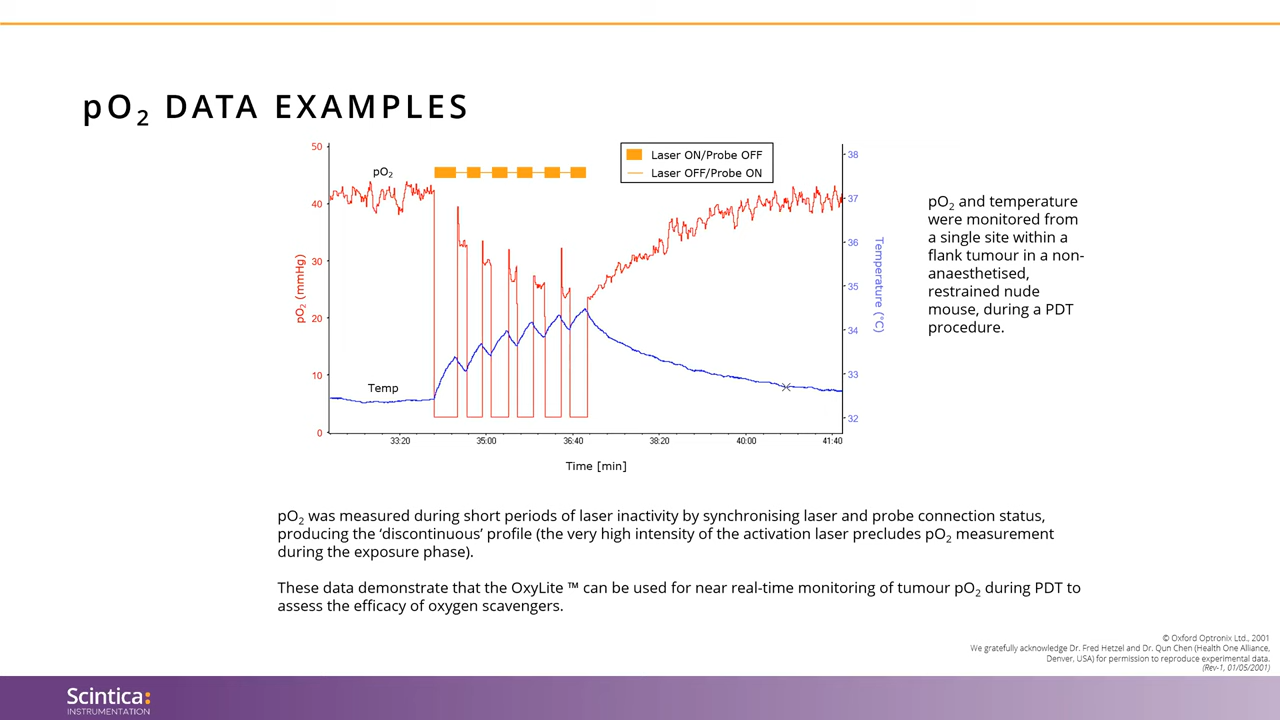 pO2 DATA EXAMPLES
50
40
30
20
10
0
pO2 (mmHg)
pO2
Temp
Laser ON/Probe OFF
Laser OFF/Probe ON
38
37
36
35
34
33
32
Temperature (°C)
33:20
35:00
36:40
38:20
40:00
41:40
Time [min]
pO2 and temperature
were monitored from
a single site within a
flank tumour in a non-
anaesthetised,
restrained nude
mouse, during a PDT
procedure.
pO2 was measured during short periods of laser inactivity by synchronising laser and probe connection status,
producing the ‘discontinuous’ profile (the very high intensity of the activation laser precludes pO2 measurement
during the exposure phase).
These data demonstrate that the OxyLite ™ can be used for near real-time monitoring of tumour pO2 during PDT to
assess the efficacy of oxygen scavengers.
© Oxford Optronix Ltd., 2001
We gratefully acknowledge Dr. Fred Hetzel and Dr. Qun Chen (Health One Alliance,
Denver, USA) for permission to reproduce experimental data.
(Rev-1, 01/05/2001)
Scintica:
INSTRUMENTATION